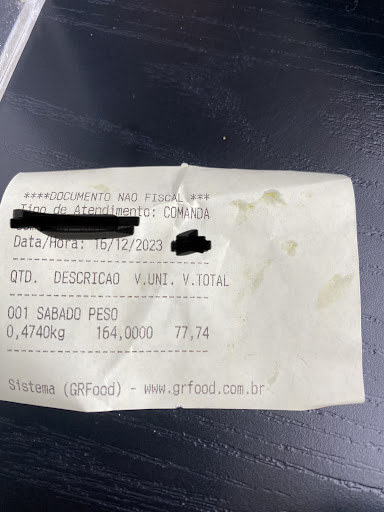 ****DOCUMENTO NAO FISCAL ***
Tipo de Atendimento: COMANDA
Data/Hora: 16/12/2023
QTD. DESCRICAO V.UNI. V.TOTAL
001 SABADO PESO
0,4740kg 164,0000 77,74
Sistema (GRFood) - www.grfood.com.br